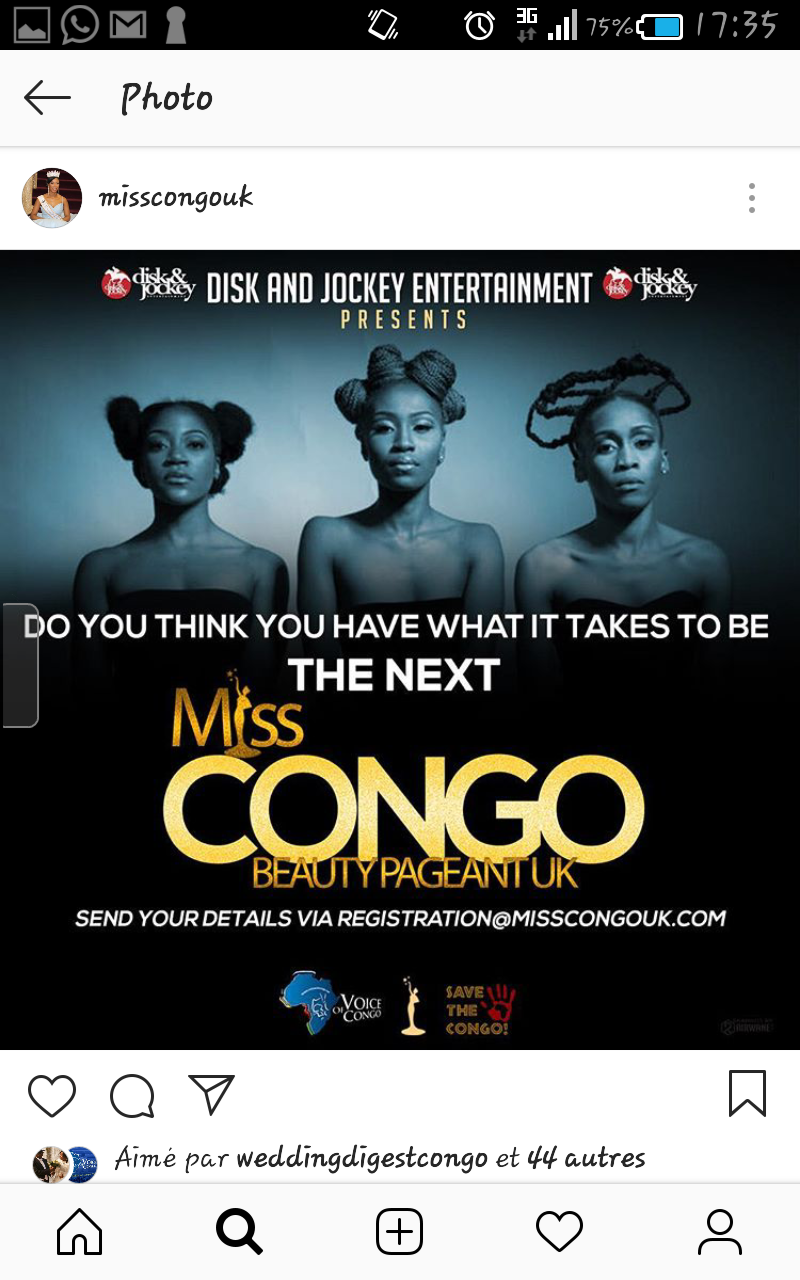 3G 75% 17:35
Photo
misscongouk
disk& jockey DISK AND JOCKEY ENTERTAINMENT disk& jockey
PRESENTS
DO YOU THINK YOU HAVE WHAT IT TAKES TO BE
THE NEXT
Miss
CONGO
BEAUTY PAGEANT UK
SEND YOUR DETAILS VIA REGISTRATION@MISSCONGOUK.COM
VOICE OF CONGO
SAVE
THE
CONGO!
Aimé par weddingdigestcongo et 44 autres